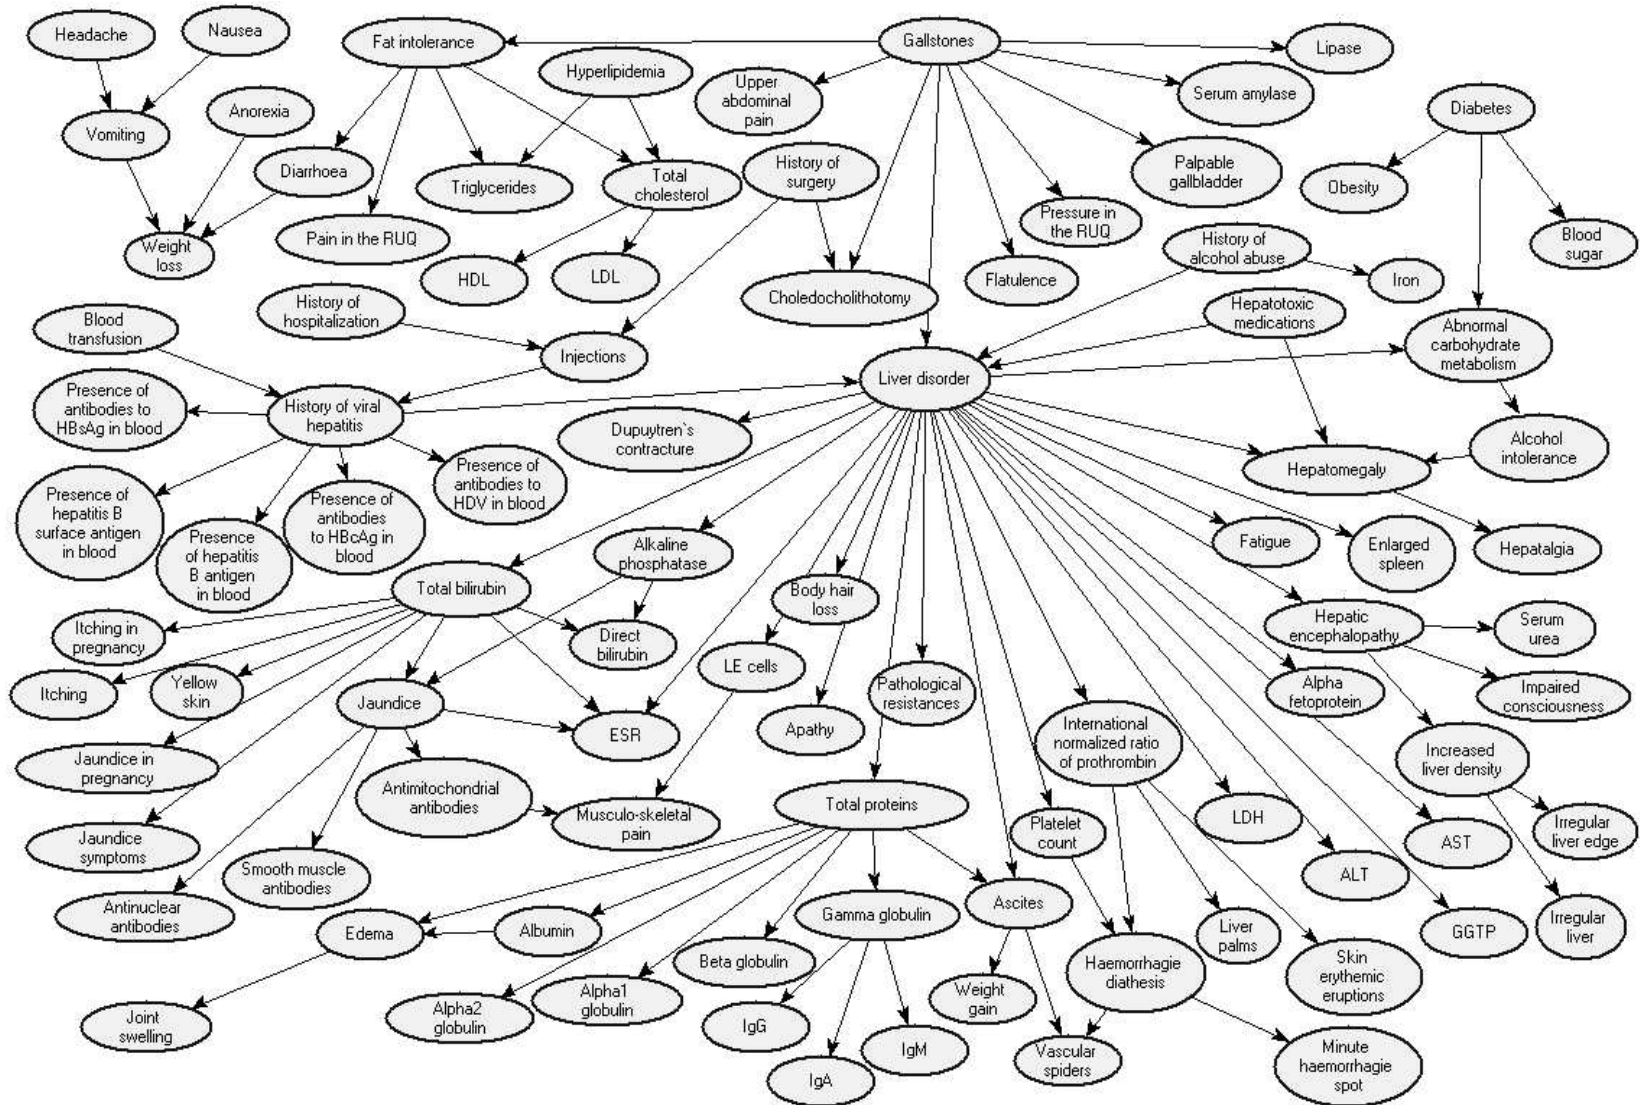 Headache
Nausea
Fat intolerance
Gallstones
Lipase
Hyperlipidemia
Upper
abdominal
pain
Serum amylase
Diabetes
Anorexia
Vomiting
Diarrhoea
Triglycerides
Total
cholesterol
History of
surgery
Palpable
gallbladder
Obesity
Pressure in
the RUQ
Weight
loss
Pain in the RUQ
HDL
LDL
Choledocholithotomy
Flatulence
History of
alcohol abuse
Iron
Blood
sugar
Blood
transfusion
History of
hospitalization
Injections
Hepatotoxic
medications
Abnormal
carbohydrate
metabolism
Liver disorder
Presence of
antibodies to
HBsAg in blood
History of viral
hepatitis
Dupuytren`s
contracture
Alcohol
intolerance
Hepatomegaly
Presence of
hepatitis B
surface antigen
in blood
Presence
of hepatitis
B antigen
in blood
Presence of
antibodies
to HBcAg in
blood
Presence of
antibodies to
HDV in blood
Alkaline
phosphatase
Fatigue
Enlarged
spleen
Hepatalgia
Total bilirubin
Body hair
loss
Hepatic
encephalopathy
Serum
urea
Itching in
pregnancy
Direct
bilirubin
LE cells
Itching
Yellow
skin
Jaundice
ESR
Apathy
Pathological
resistances
Alpha
fetoprotein
Impaired
consciousness
International
normalized ratio
of prothrombin
Increased
liver density
Jaundice in
pregnancy
Antimitochondrial
antibodies
Musculo-skeletal
pain
Total proteins
Platelet
count
LDH
AST
Irregular
liver edge
Jaundice
symptoms
Smooth muscle
antibodies
ALT
Antinuclear
antibodies
Edema
Albumin
Gamma globulin
Ascites
Liver
palms
GGTP
Irregular
liver
Beta globulin
Haemorrhagie
diathesis
Skin
erythemic
eruptions
Joint
swelling
Alpha2
globulin
Alpha1
globulin
IgG
IgA
IgM
Weight
gain
Vascular
spiders
Minute
haemorrhagie
spot